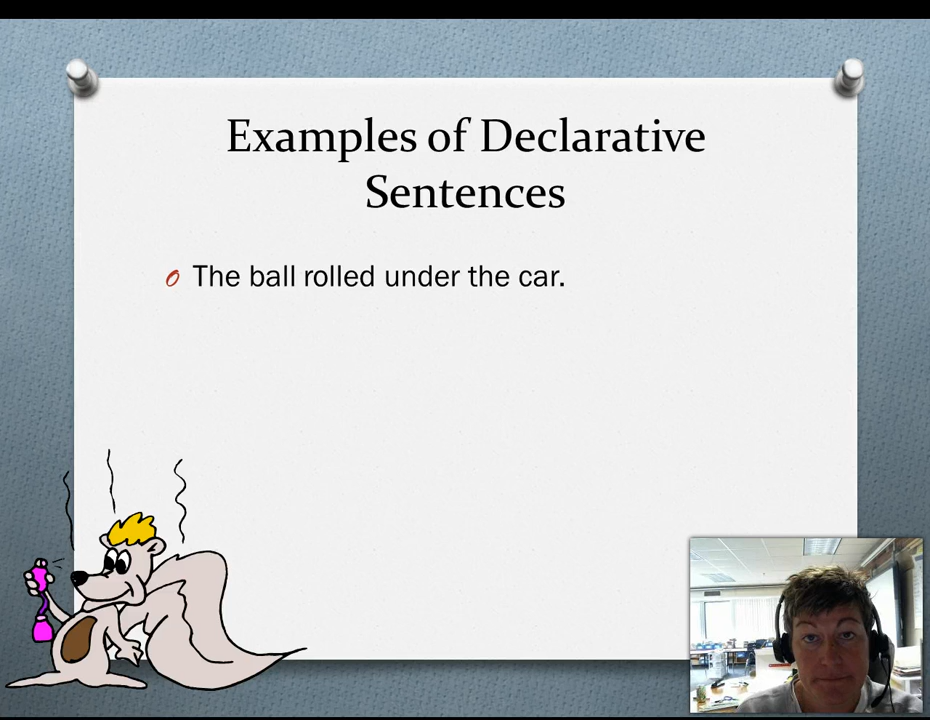 Examples of Declarative
Sentences
The ball rolled under the car.